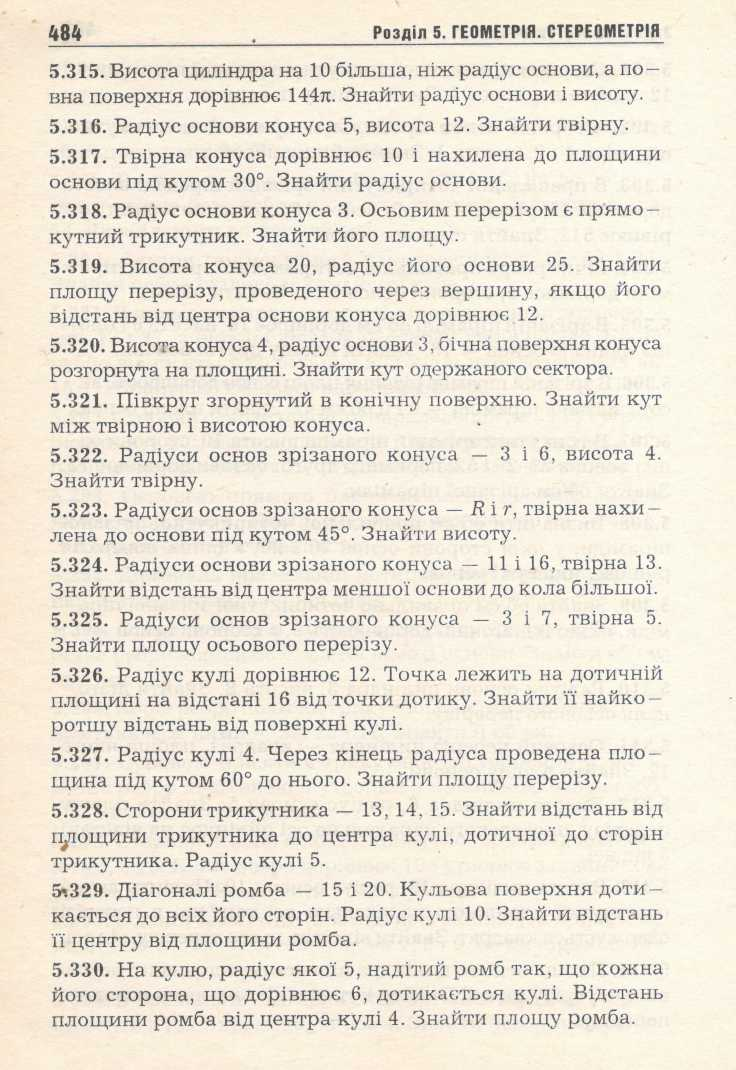 484
Розділ 5. ГЕОМЕТРІЯ. СТЕРЕОМЕТРІЯ
5.315. Висота циліндра на 10 більша, ніж радіус основи, а по—
вна поверхня дорівнює 144π. Знайти радіус основи і висоту.
5.316. Радіус основи конуса 5, висота 12. Знайти твірну.
5.317. Твірна конуса дорівнює 10 і нахилена до площини
основи під кутом 30°. Знайти радіус основи.
5.318. Радіус основи конуса 3. Осьовим перерізом є прямо—
кутний трикутник. Знайти його площу.
5.319. Висота конуса 20, радіус його основи 25. Знайти
площу перерізу, проведеного через вершину, якщо його
відстань від центра основи конуса дорівнює 12.
5.320. Висота конуса 4, радіус основи 3, бічна поверхня конуса
розгорнута на площині. Знайти кут одержаного сектора.
5.321. Півкруг згорнутий в конічну поверхню. Знайти кут
між твірною і висотою конуса.
5.322. Радіуси основ зрізаного конуса — 3 і 6, висота 4.
Знайти твірну.
5.323. Радіуси основ зрізаного конуса — R і r, твірна нахи—
лена до основи під кутом 45°. Знайти висоту.
5.324. Радіуси основи зрізаного конуса — 11 і 16, твірна 13.
Знайти відстань від центра меншої основи до кола більшої.
5.325. Радіуси основ зрізаного конуса — 3 і 7, твірна 5.
Знайти площу осьового перерізу.
5.326. Радіус кулі дорівнює 12. Точка лежить на дотичній
площині на відстані 16 від точки дотику. Знайти її найко—
ротшу відстань від поверхні кулі.
5.327. Радіус кулі 4. Через кінець радіуса проведена пло—
щина під кутом 60° до нього. Знайти площу перерізу.
5.328. Сторони трикутника — 13, 14, 15. Знайти відстань від
площини трикутника до центра кулі, дотичної до сторін
трикутника. Радіус кулі 5.
5.329. Діагоналі ромба — 15 і 20. Кульова поверхня доти—
кається до всіх його сторін. Радіус кулі 10. Знайти відстань
її центру від площини ромба.
5.330. На кулю, радіус якої 5, надітий ромб так, що кожна
його сторона, що дорівнює 6, дотикається кулі. Відстань
площини ромба від центра кулі 4. Знайти площу ромба.